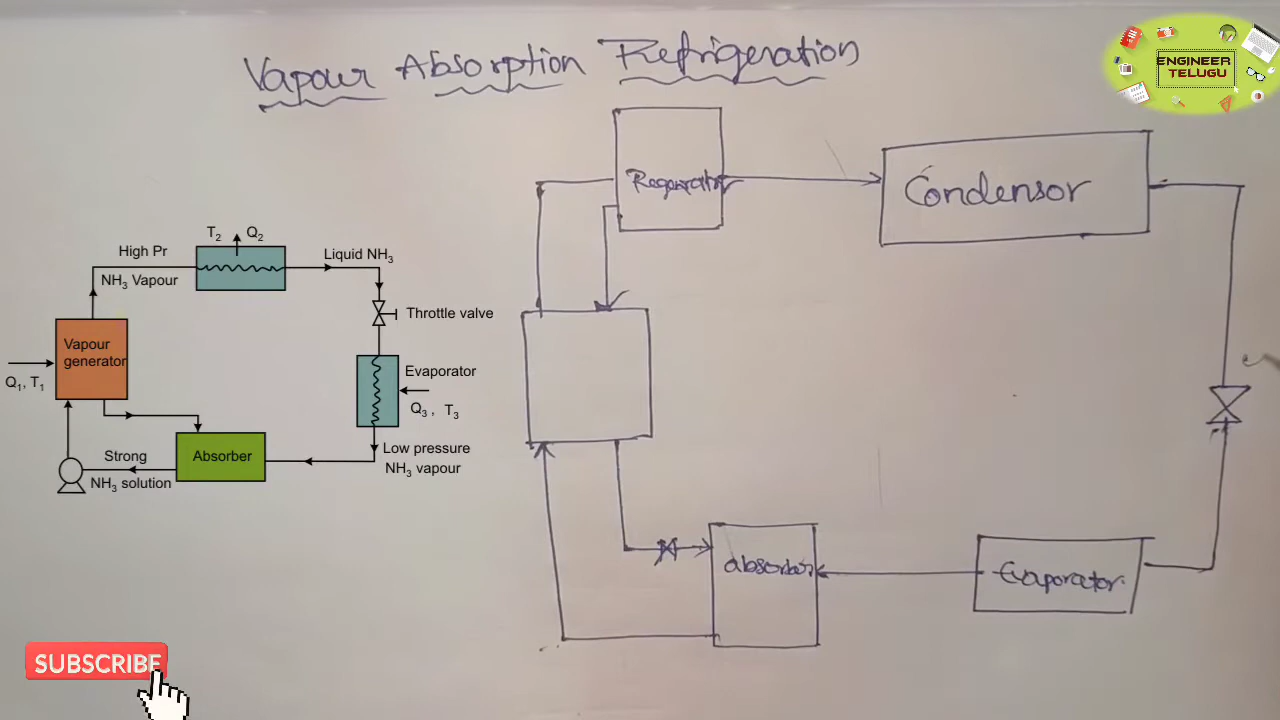 Vapour Absorption Refrigeration
ENGINEER
TELUGU
Regenrator
Condensor
absorber
Evaporator
T2 Q2
High Pr
NH3 Vapour
Liquid NH3
Throttle valve
Vapour
generator
Q1, T1
Evaporator
Q3 , T3
Absorber
Strong
NH3 solution
Low pressure
NH3 vapour
SUBSCRIBE